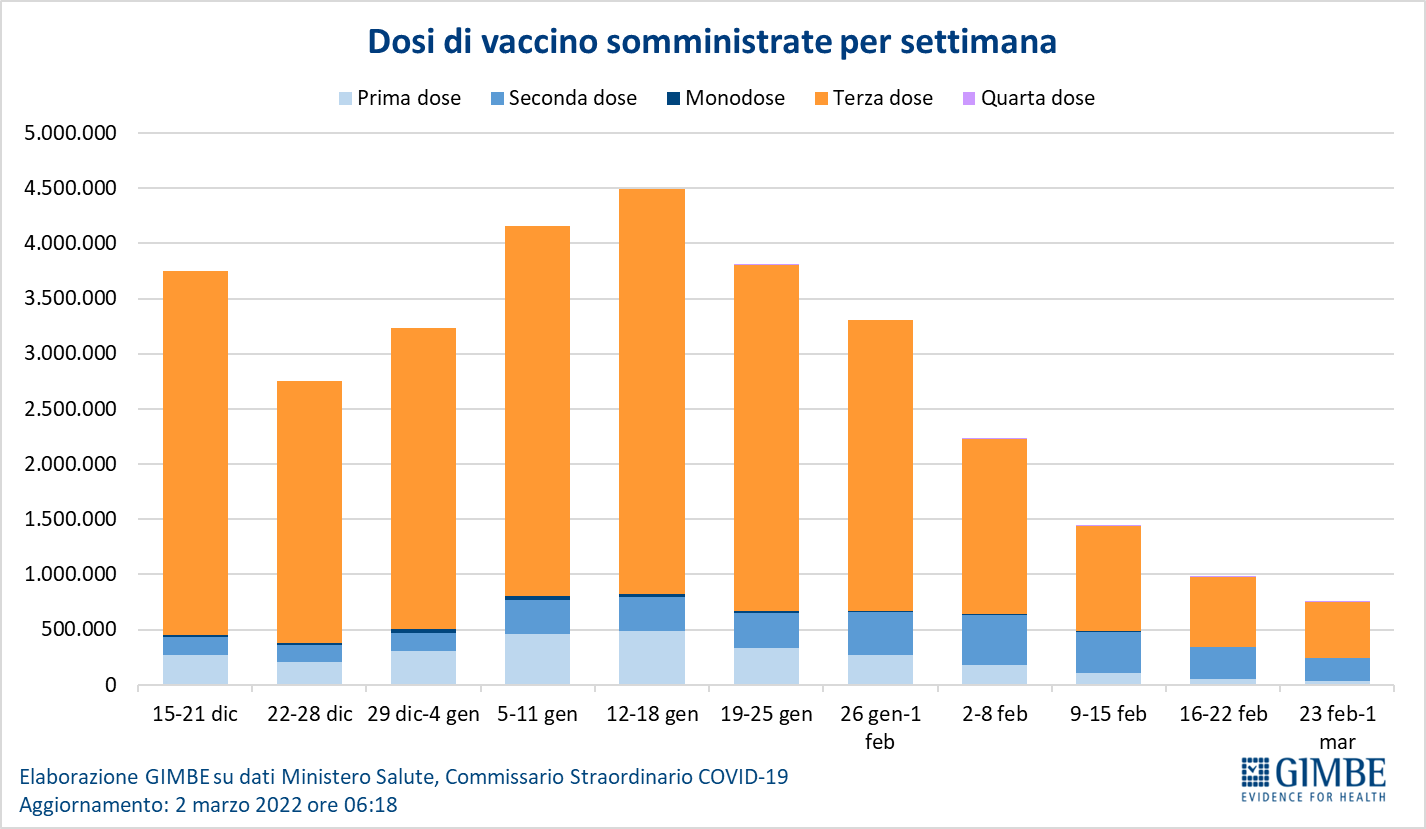 Dosi di vaccino somministrate per settimana
Prima dose Seconda dose Monodose Terza dose Quarta dose
5.000.000
4.500.000
4.000.000
3.500.000
3.000.000
2.500.000
2.000.000
1.500.000
1.000.000
500.000
0
15-21 dic 22-28 dic 29 dic-4 gen 5-11 gen 12-18 gen 19-25 gen 26 gen-1 2-8 feb 9-15 feb 16-22 feb 23 feb-1
feb mar
Elaborazione GIMBE su dati Ministero Salute, Commissario Straordinario COVID-19
Aggiornamento: 2 marzo 2022 ore 06:18
GIMBE
EVIDENCE FOR HEALTH